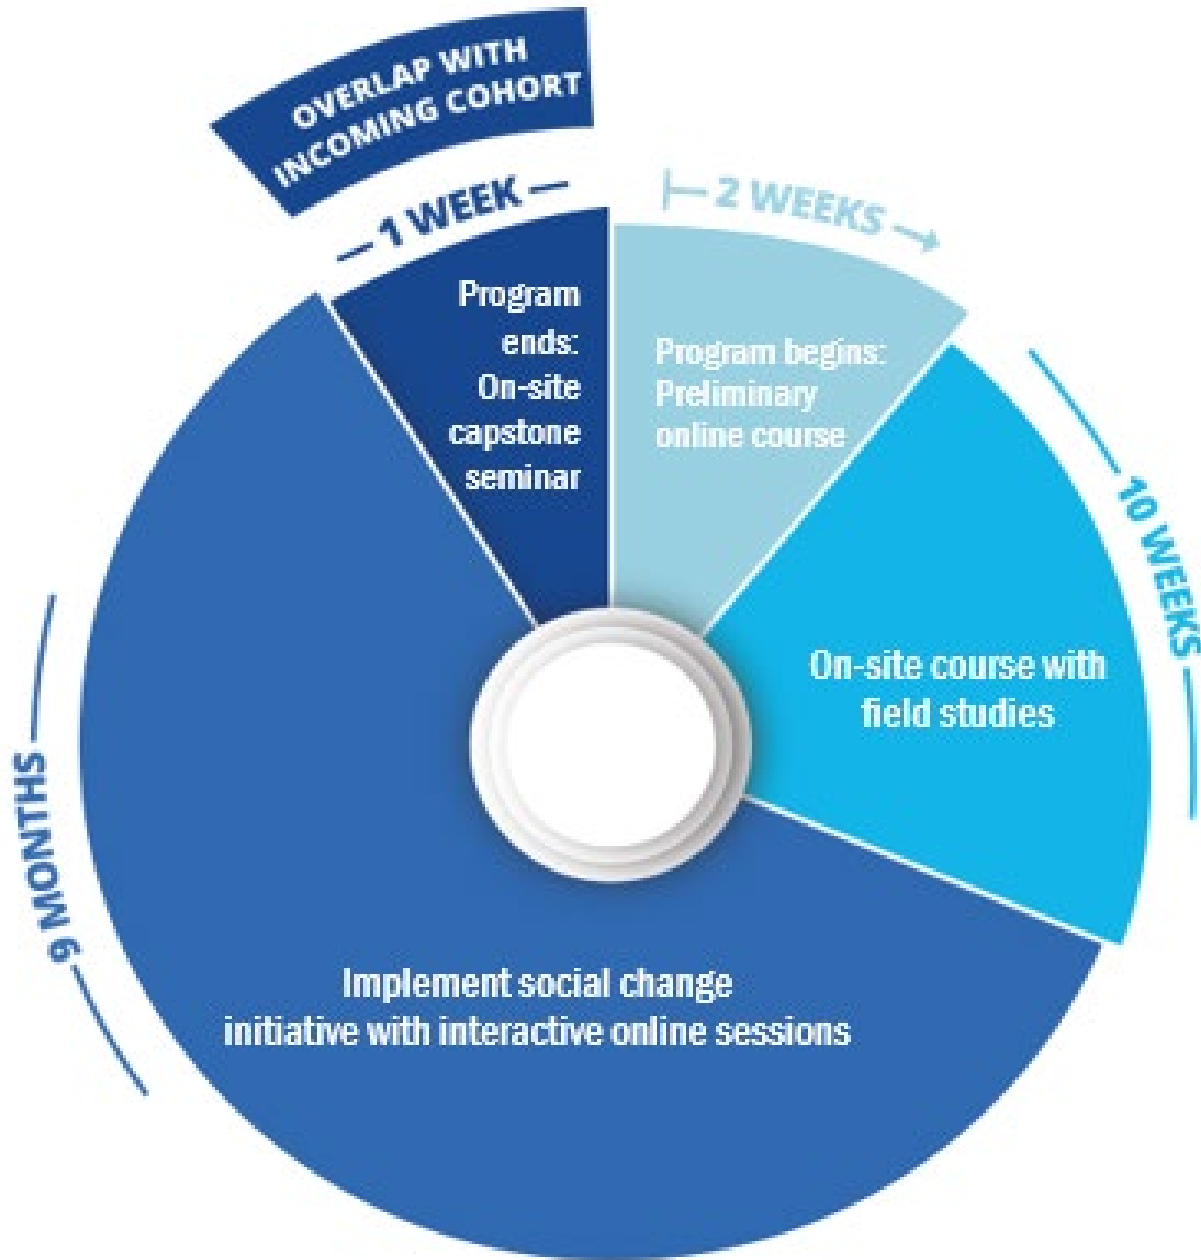 OVERLAP WITH
INCOMING COHORT
1 WEEK
2 WEEKS
Program
ends:
On-site
capstone
seminar
Program begins:
Preliminary
online course
10 WEEKS
On-site course with
field studies
9 MONTHS
Implement social change
initiative with interactive online sessions